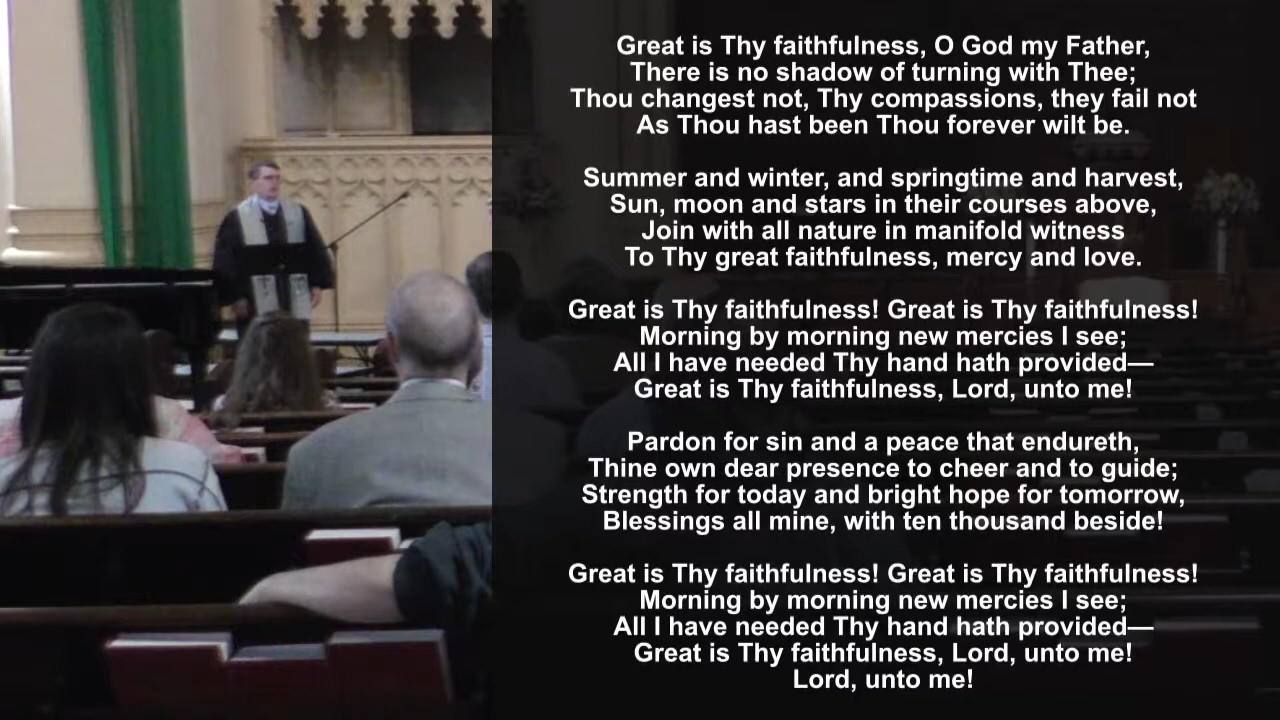 Great is Thy faithfulness, O God my Father,
There is no shadow of turning with Thee;
Thou changest not, Thy compassions, they fail not
As Thou hast been Thou forever wilt be.
Summer and winter, and springtime and harvest,
Sun, moon and stars in their courses above,
Join with all nature in manifold witness
To Thy great faithfulness, mercy and love.
Great is Thy faithfulness! Great is Thy faithfulness!
Morning by morning new mercies I see;
All I have needed Thy hand hath provided—
Great is Thy faithfulness, Lord, unto me!
Pardon for sin and a peace that endureth,
Thine own dear presence to cheer and to guide;
Strength for today and bright hope for tomorrow,
Blessings all mine, with ten thousand beside!
Great is Thy faithfulness! Great is Thy faithfulness!
Morning by morning new mercies I see;
All I have needed Thy hand hath provided—
Great is Thy faithfulness, Lord, unto me!
Lord, unto me!